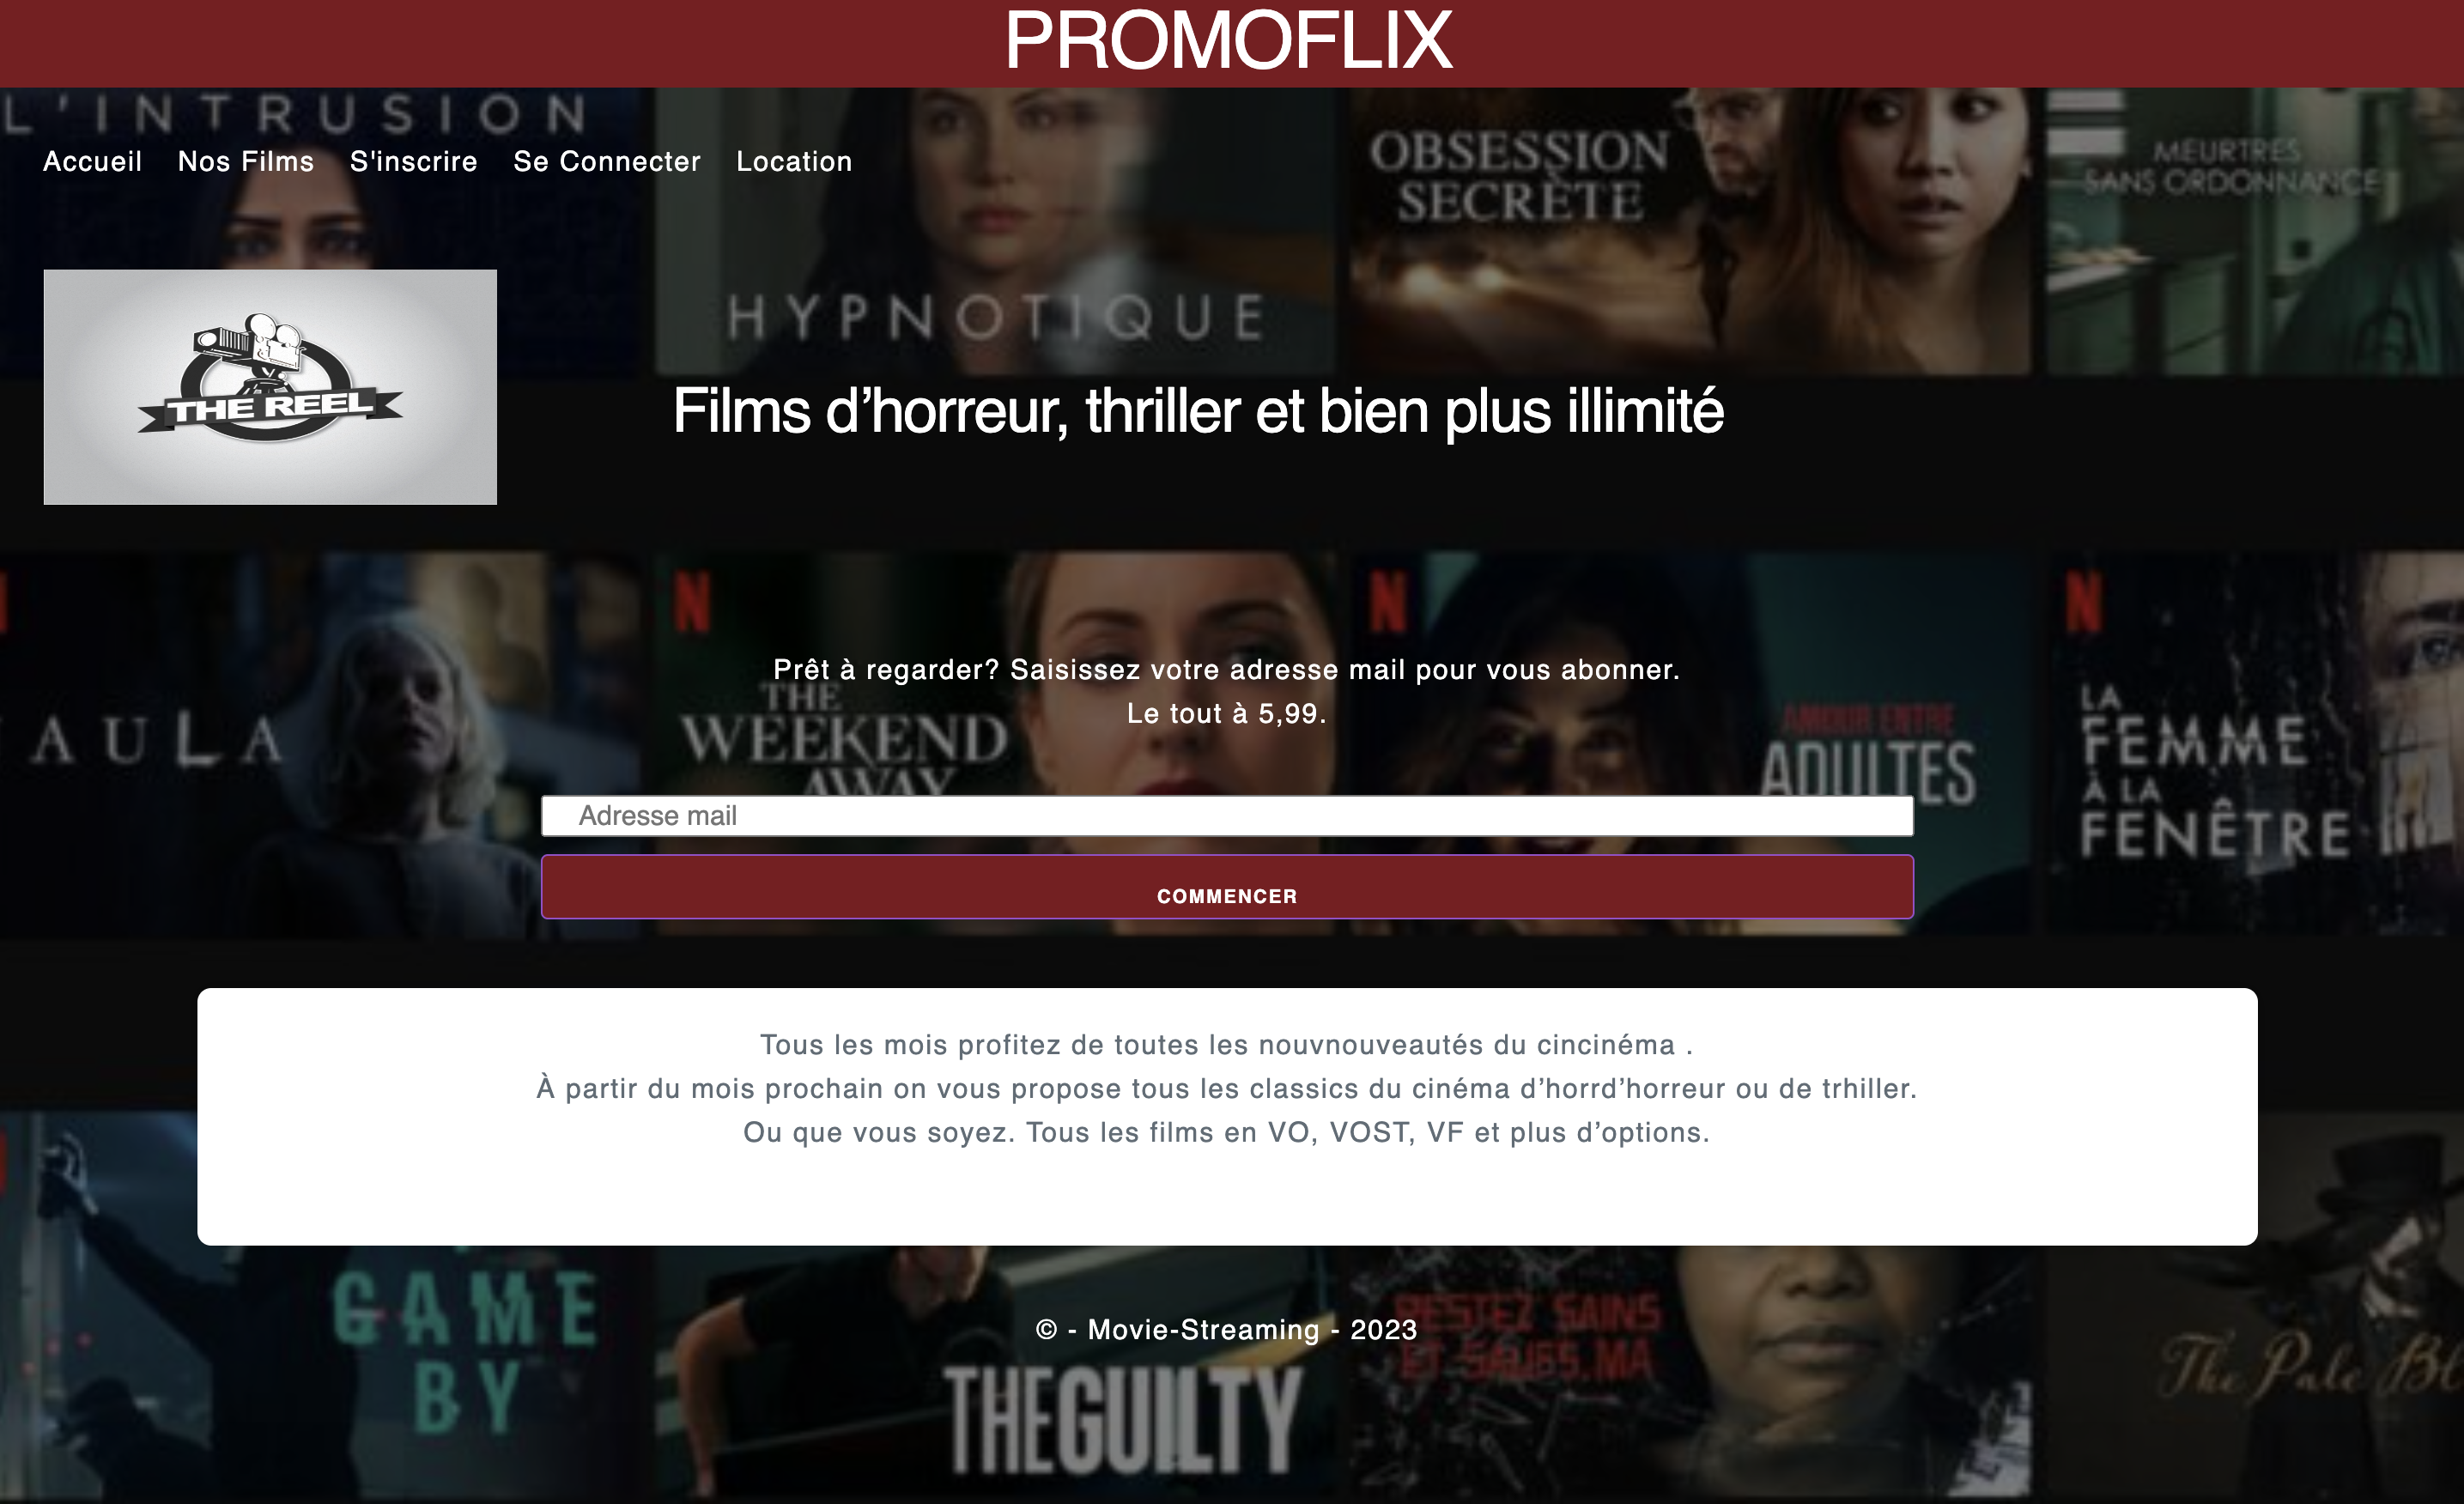 PROMOFLIX
L'INTRUSION
Accueil Nos Films S'inscrire Se Connecter Location
OBSESSION
SECRÈTE
MEURTRES
SANS ORDONNANCE
HYPNOTIQUE
THE REEL
Films d’horreur, thriller et bien plus illimité
N
N
N
Prêt à regarder? Saisissez votre adresse mail pour vous abonner.
Le tout à 5,99.
AULA
THE
WEEKEND
AWAY
AMOUR ENTRE
ADULTES
LA
FEMME
À LA
FENÊTRE
Adresse mail
COMMENCER
Tous les mois profitez de toutes les nouvnouveautés du cincinéma .
À partir du mois prochain on vous propose tous les classics du cinéma d’horrd’horreur ou de trhiller.
Ou que vous soyez. Tous les films en VO, VOST, VF et plus d’options.
GAME
BY
© - Movie-Streaming - 2023
RESTEZ SAINS
ET SAUFS.MA
THE GUILTY
The Pale Bl